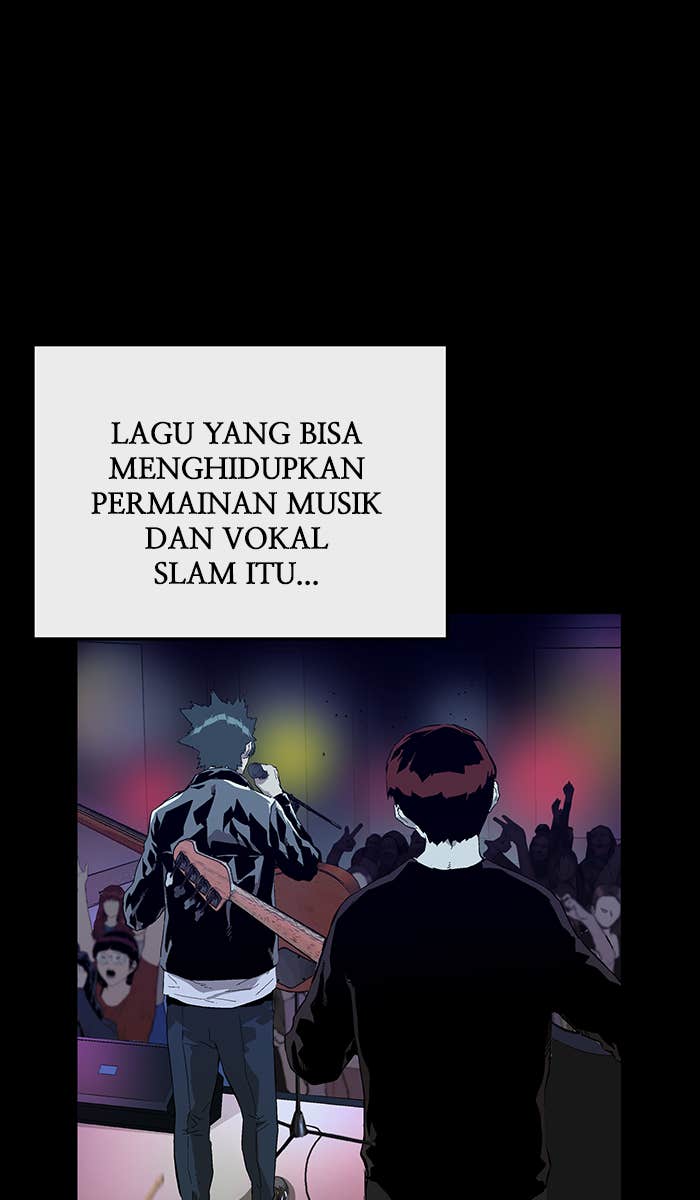 LAGU YANG BISA
MENGHIDUPKAN
PERMAINAN MUSIK
DAN VOKAL
SLAM ITU...